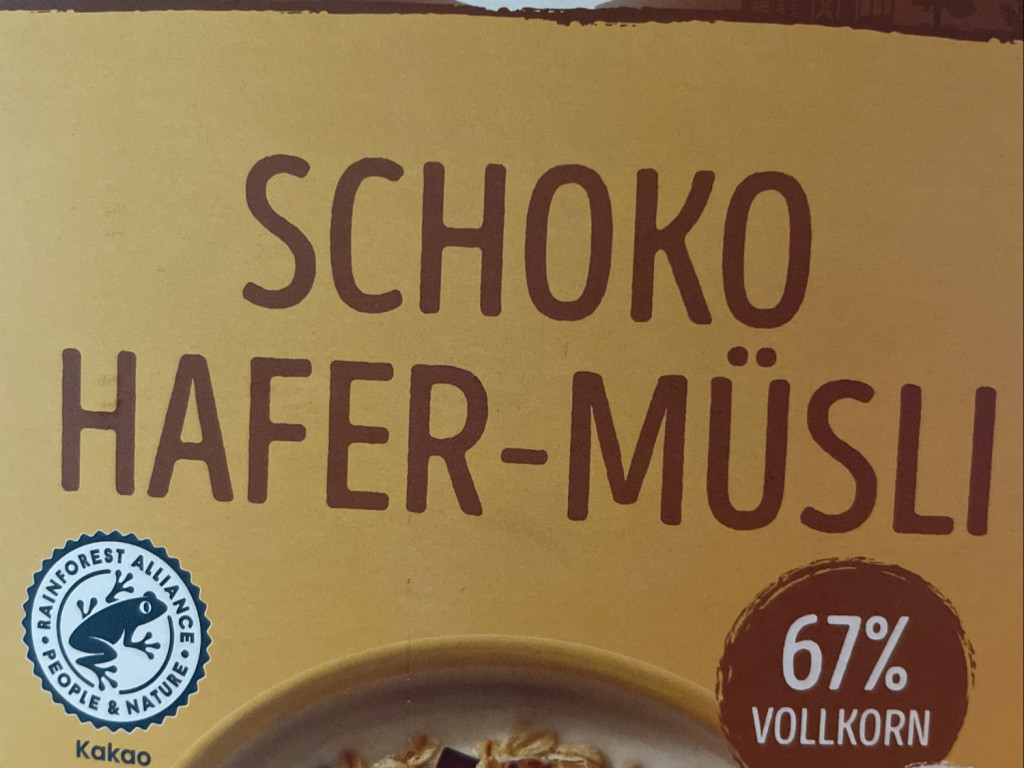 SCHOKO
HAFER-MÜSLI
RAINFOREST ALLIANCE
PEOPLE & NATURE
Kakao
67%
VOLLKORN